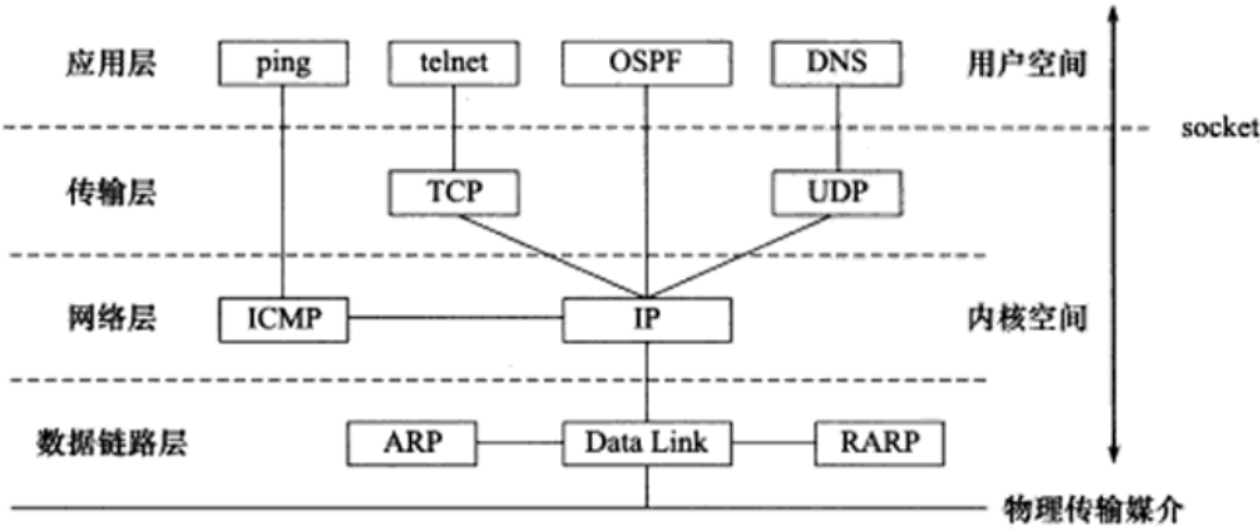 应用层 ping telnet OSPF DNS 用户空间
socket
传输层 TCP UDP
网络层 ICMP IP 内核空间
数据链路层 ARP Data Link RARP
物理传输媒介